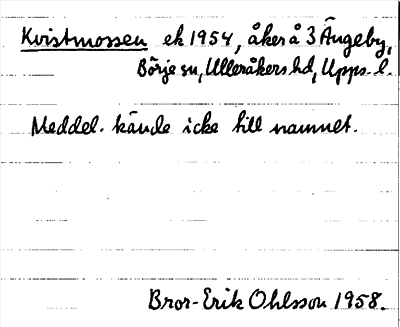 Kvistmossen ek 1954, åker å 3 Ängeby,
Börje sn, Ulleråkers hd, Upps. l.
Meddel. kände icke till namnet.
Bror-Erik Ohlsson 1958.